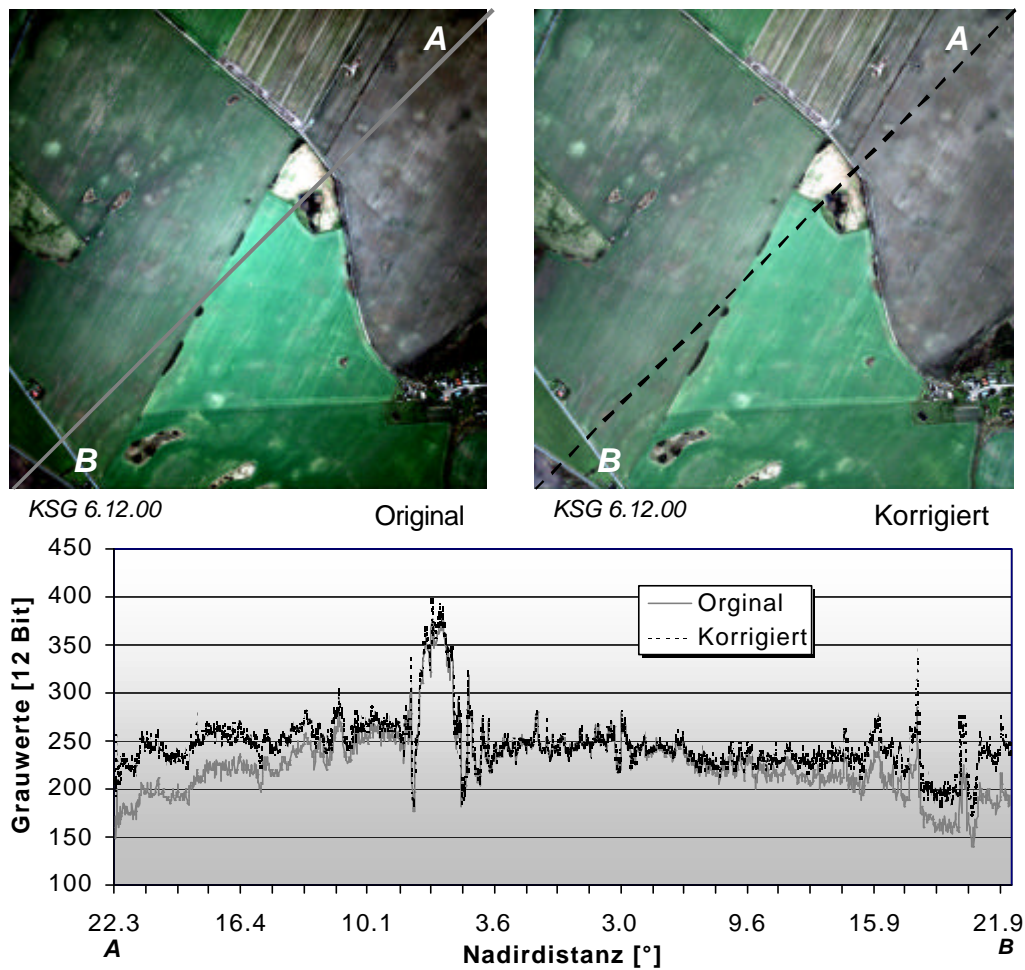 A
A
B
B
KSG 6.12.00
Original
KSG 6.12.00
Korrigiert
450
400
350
300
250
200
150
100
Grauwerte [12 Bit]
Orginal
Korrigiert
22.3 16.4 10.1 3.6 3.0 9.6 15.9 21.9
A B
Nadirdistanz [°]